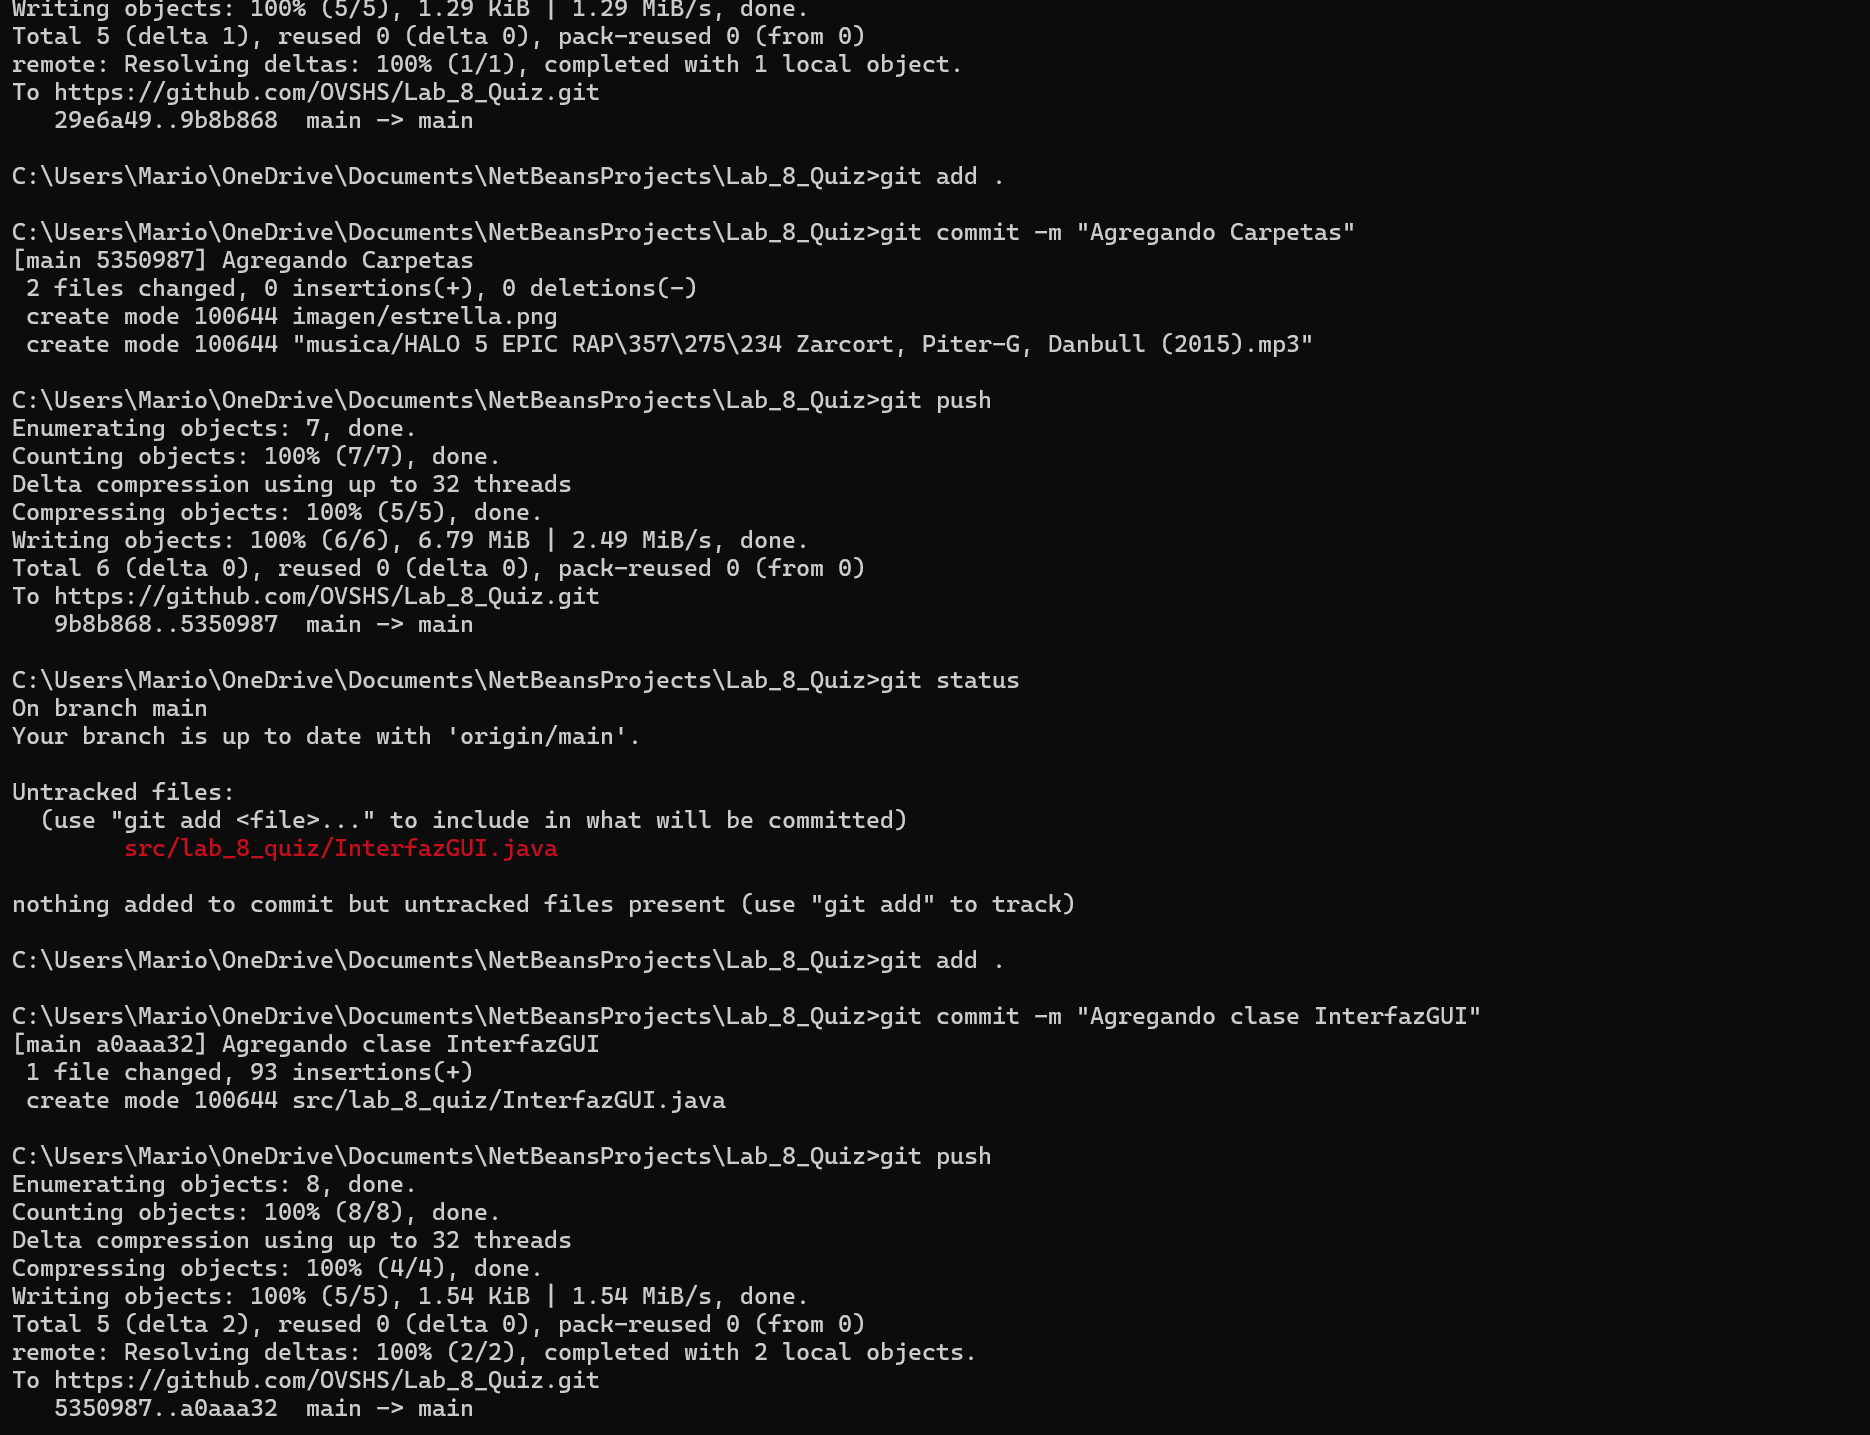 Writing objects: 100% (5/5), 1.29 KiB | 1.29 MiB/s, done.
Total 5 (delta 1), reused 0 (delta 0), pack-reused 0 (from 0)
remote: Resolving deltas: 100% (1/1), completed with 1 local object.
To https://github.com/OVSHS/Lab_8_Quiz.git
   29e6a49..9b8b868  main -> main

C:\Users\Mario\OneDrive\Documents\NetBeansProjects\Lab_8_Quiz>git add .

C:\Users\Mario\OneDrive\Documents\NetBeansProjects\Lab_8_Quiz>git commit -m "Agregando Carpetas"
[main 5350987] Agregando Carpetas
 2 files changed, 0 insertions(+), 0 deletions(-)
 create mode 100644 imagen/estrella.png
 create mode 100644 "musica/HALO 5 EPIC RAP\357\275\234 Zarcort, Piter-G, Danbull (2015).mp3"

C:\Users\Mario\OneDrive\Documents\NetBeansProjects\Lab_8_Quiz>git push
Enumerating objects: 7, done.
Counting objects: 100% (7/7), done.
Delta compression using up to 32 threads
Compressing objects: 100% (5/5), done.
Writing objects: 100% (6/6), 6.79 MiB | 2.49 MiB/s, done.
Total 6 (delta 0), reused 0 (delta 0), pack-reused 0 (from 0)
To https://github.com/OVSHS/Lab_8_Quiz.git
   9b8b868..5350987  main -> main

C:\Users\Mario\OneDrive\Documents\NetBeansProjects\Lab_8_Quiz>git status
On branch main
Your branch is up to date with 'origin/main'.

Untracked files:
  (use "git add <file>..." to include in what will be committed)
        src/lab_8_quiz/InterfazGUI.java

nothing added to commit but untracked files present (use "git add" to track)

C:\Users\Mario\OneDrive\Documents\NetBeansProjects\Lab_8_Quiz>git add .

C:\Users\Mario\OneDrive\Documents\NetBeansProjects\Lab_8_Quiz>git commit -m "Agregando clase InterfazGUI"
[main a0aaa32] Agregando clase InterfazGUI
 1 file changed, 93 insertions(+)
 create mode 100644 src/lab_8_quiz/InterfazGUI.java

C:\Users\Mario\OneDrive\Documents\NetBeansProjects\Lab_8_Quiz>git push
Enumerating objects: 8, done.
Counting objects: 100% (8/8), done.
Delta compression using up to 32 threads
Compressing objects: 100% (4/4), done.
Writing objects: 100% (5/5), 1.54 KiB | 1.54 MiB/s, done.
Total 5 (delta 2), reused 0 (delta 0), pack-reused 0 (from 0)
remote: Resolving deltas: 100% (2/2), completed with 2 local objects.
To https://github.com/OVSHS/Lab_8_Quiz.git
   5350987..a0aaa32  main -> main